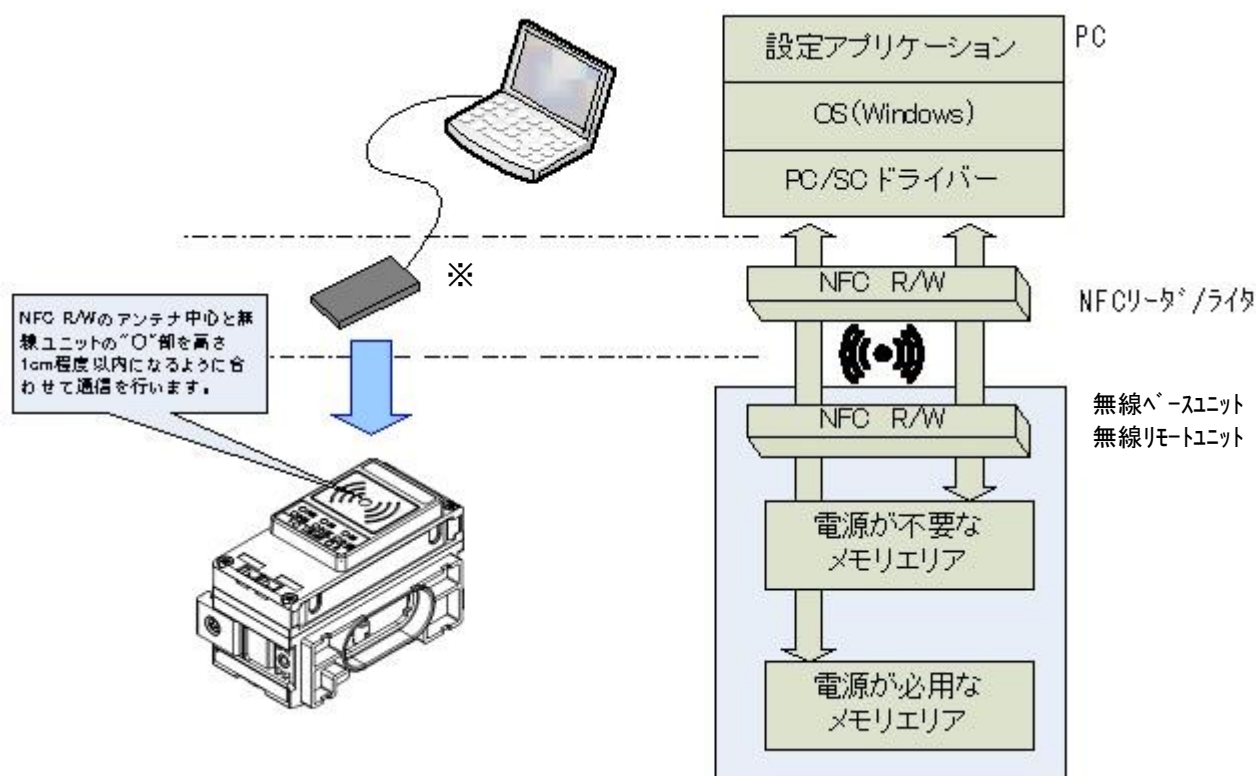 設定アプリケーション
PC
OS(Windows)
PC/SC ドライバー
※
NFC R/W
NFCリーダ/ライタ
NFC R/Wのアンテナ中心と無
線ユニットの"O"部を高さ
1cm程度以内になるように合
わせて通信を行います。
NFC R/W
無線ベースユニット
無線リモートユニット
電源が不要な
メモリエリア
電源が必用な
メモリエリア